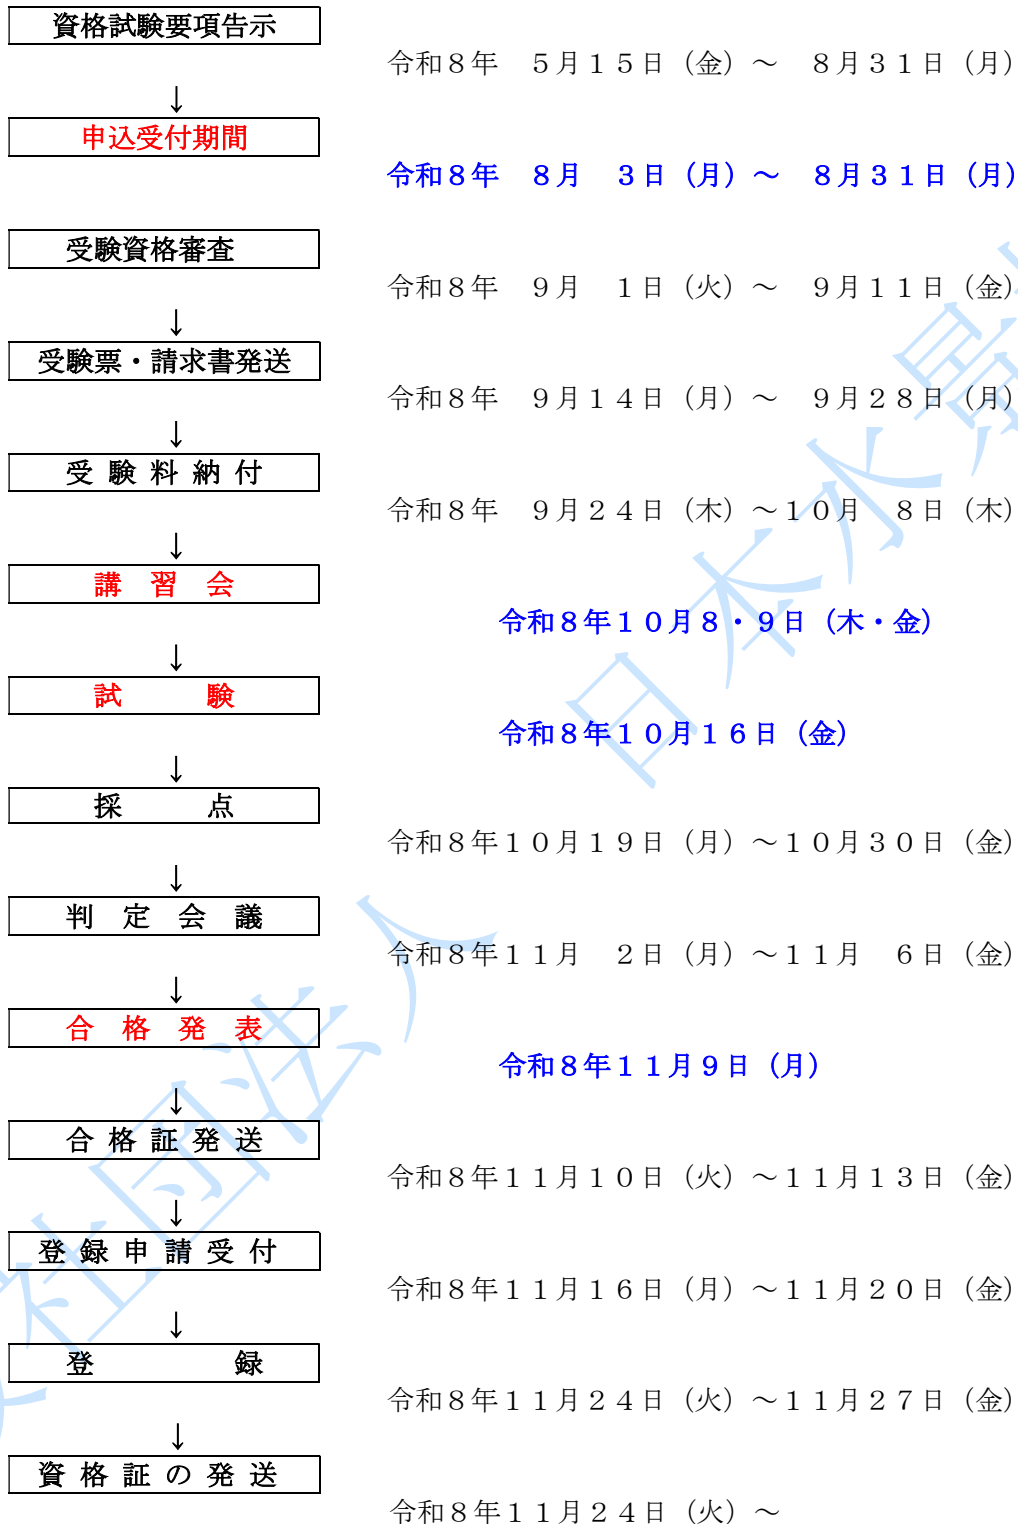 資格試験要項告示
令和８年　５月１５日（金）～　８月３１日（月）
↓
申込受付期間
令和８年　８月　３日（月）～　８月３１日（月）
受験資格審査
令和８年　９月　１日（火）～　９月１１日（金）
↓
受験票・請求書発送
令和８年　９月１４日（月）～　９月２８日（月）
↓
受 験 料 納 付
令和８年　９月２４日（木）～１０月　８日（木）
↓
講　習　会
令和８年１０月８・９日（木・金）
↓
試　　　験
令和８年１０月１６日（金）
↓
採　　　点
令和８年１０月１９日（月）～１０月３０日（金）
↓
判　定　会　議
令和８年１１月　２日（月）～１１月　６日（金）
↓
合　格　発　表
令和８年１１月９日（月）
↓
合 格 証 発 送
令和８年１１月１０日（火）～１１月１３日（金）
↓
登 録 申 請 受 付
令和８年１１月１６日（月）～１１月２０日（金）
↓
登　　　　　録
令和８年１１月２４日（火）～１１月２７日（金）
↓
資 格 証 の 発 送
令和８年１１月２４日（火）～
社団法人　日本水景